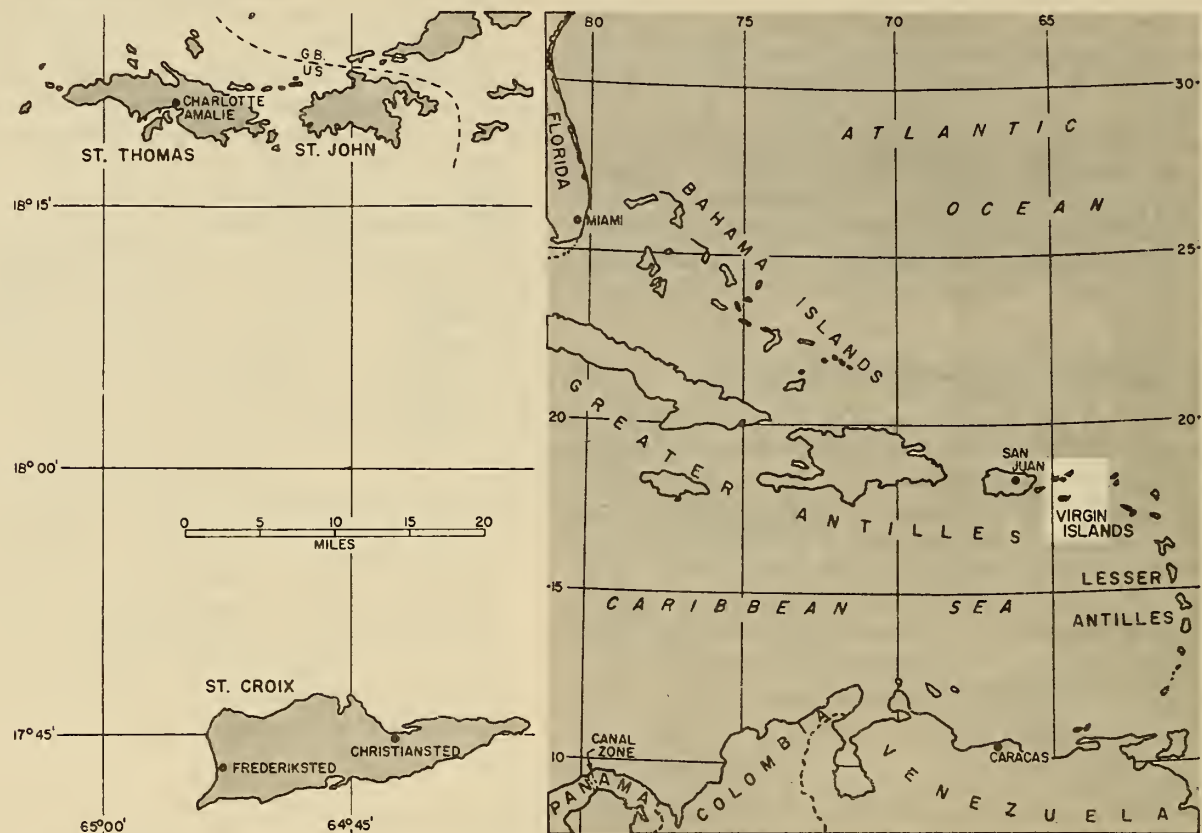 G.B.
U S
CHARLOTTE
AMALIE
ST. THOMAS
ST. JOHN
18° 15'
18° 00'
0 5 10 15 20
MILES
ST. CROIX
17° 45'
CHRISTIANSTED
FREDERIKSTED
65° 00'
64° 45'
80 75 70 65
30°
ATLANTIC
FLORIDA
OCEAN
MIAMI
BAHAMA
ISLANDS
25°
20
20°
GREATER
ANTILLES
SAN
JUAN
VIRGIN
ISLANDS
15
LESSER
ANTILLES
CARIBBEAN SEA
CANAL
ZONE
10
PANAMA
COLOMBIA
VENEZUELA
CARACAS